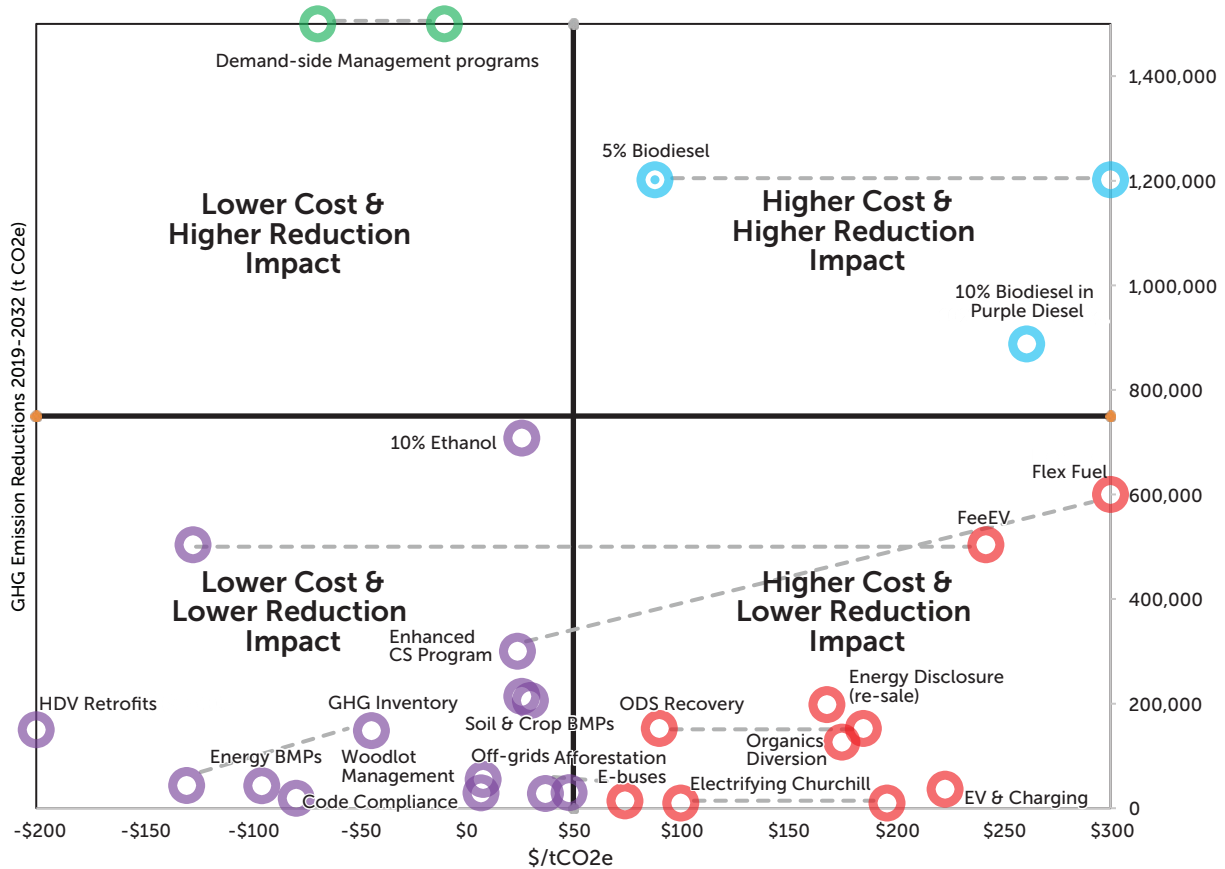 Demand-side Management programs
1,400,000
5% Biodiesel
1,200,000
Lower Cost &
Higher Reduction
Impact
Higher Cost &
Higher Reduction
Impact
GHG Emission Reductions 2019-2032 (t CO2e)
10% Biodiesel in
Purple Diesel
1,000,000
800,000
10% Ethanol
Flex Fuel
600,000
FeeEV
Lower Cost &
Lower Reduction
Impact
Higher Cost &
Lower Reduction
Impact
400,000
Enhanced
CS Program
Energy Disclosure
(re-sale)
HDV Retrofits
GHG Inventory
ODS Recovery
200,000
Soil & Crop BMPs
Organics
Diversion
Energy BMPs
Woodlot
Management
Off-grids
Afforestation
E-buses
Electrifying Churchill
Code Compliance
EV & Charging
0
-$200
-$150
-$100
-$50
$0
$50
$100
$150
$200
$250
$300
$/tCO2e